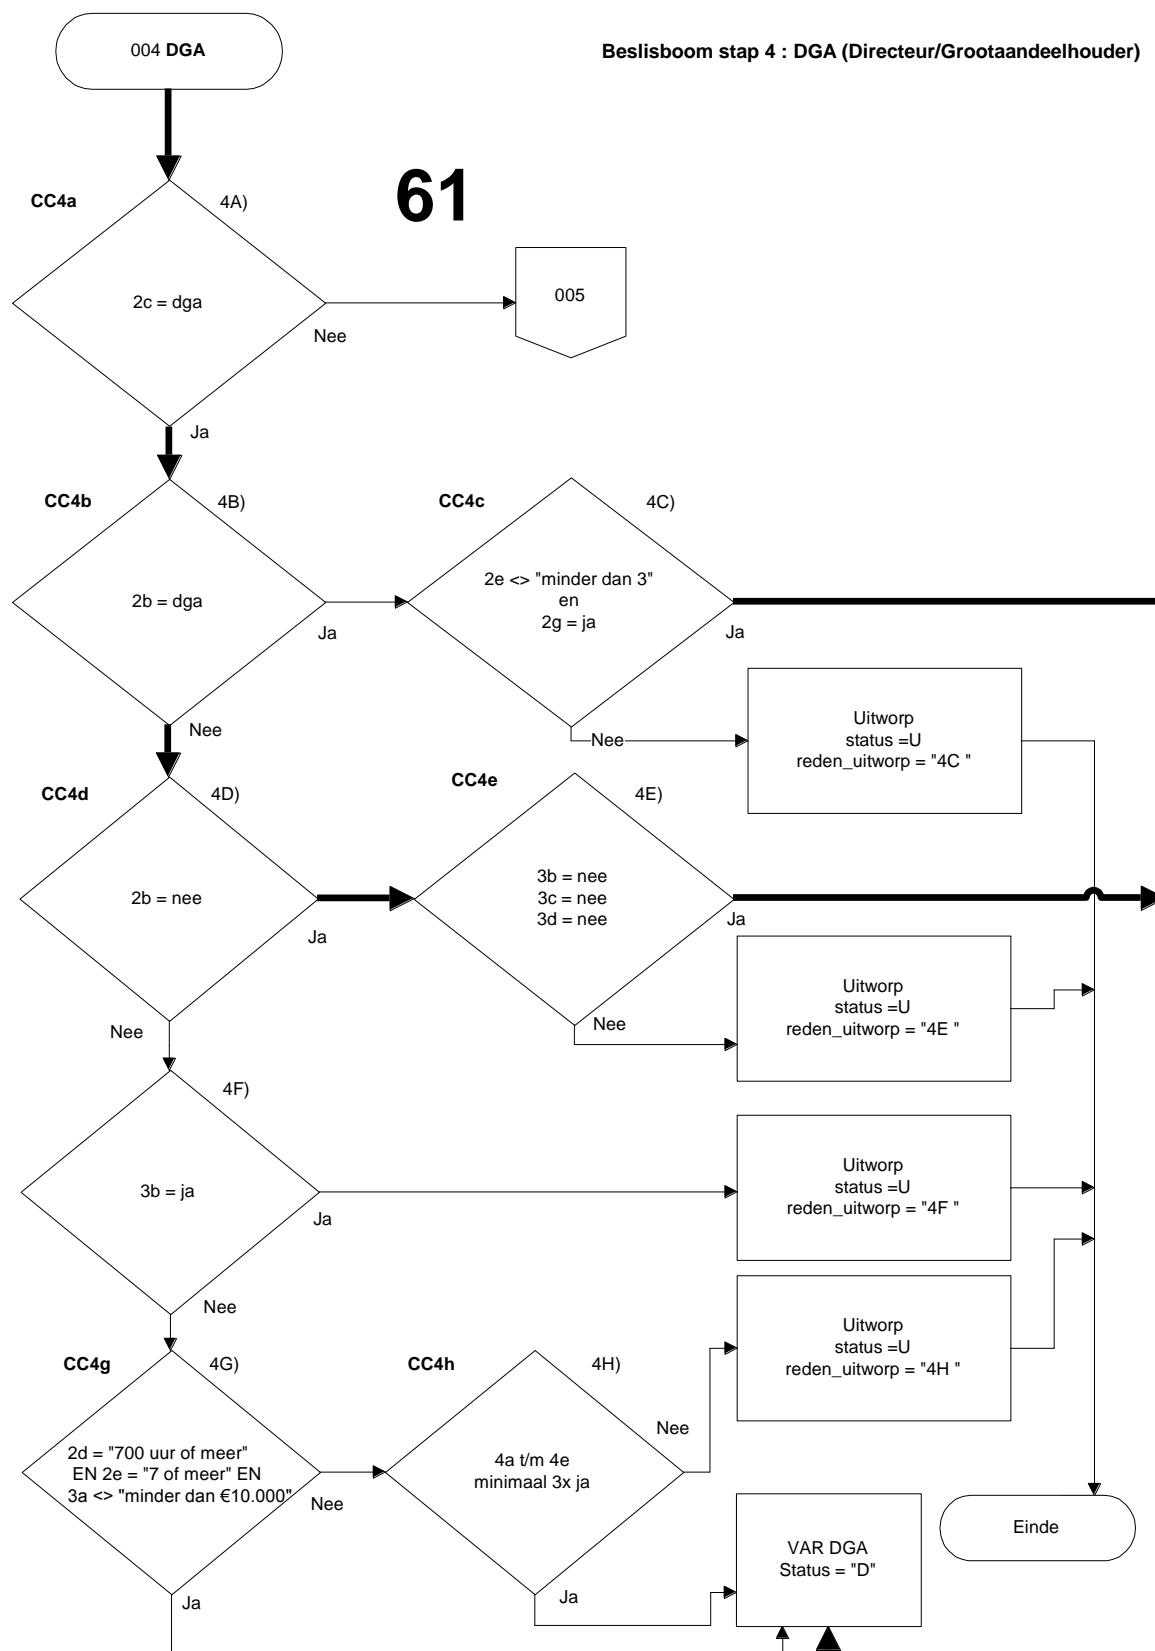 004 DGA
Beslisboom stap 4 : DGA (Directeur/Grootaandeelhouder)
61
CC4a
4A)
2c = dga
Nee
005
Ja
CC4b
4B)
2b = dga
Ja
CC4c
4C)
2e <> "minder dan 3"
en
2g = ja
Ja
Nee
Nee
Uitworp
status =U
reden_uitworp = "4C "
CC4d
4D)
2b = nee
Ja
CC4e
4E)
3b = nee
3c = nee
3d = nee
Ja
Nee
Nee
Uitworp
status =U
reden_uitworp = "4E "
4F)
3b = ja
Ja
Uitworp
status =U
reden_uitworp = "4F "
Nee
CC4g
4G)
2d = "700 uur of meer"
EN 2e = "7 of meer" EN
3a <> "minder dan €10.000"
Nee
CC4h
4H)
4a t/m 4e
minimaal 3x ja
Nee
Uitworp
status =U
reden_uitworp = "4H "
Ja
Ja
VAR DGA
Status = "D"
Einde